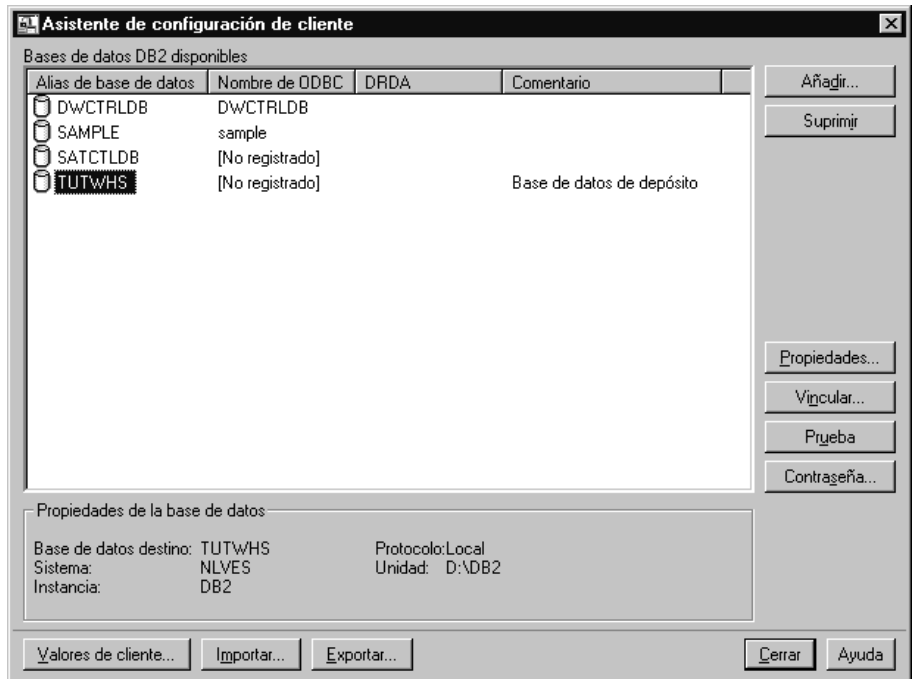 Asistente de configuración de cliente
Bases de datos DB2 disponibles
Alias de base de datos Nombre de ODBC DRDA Comentario
DWCTRLDB DWCTRLDB
SAMPLE sample
SATCTLDB [No registrado]
TUTWHS [No registrado] Base de datos de depósito
Añadir...
Suprimir
Propiedades...
Vincular...
Prueba
Contraseña...
Propiedades de la base de datos
Base de datos destino: TUTWHS Protocolo:Local
Sistema: NLVES Unidad: D:\DB2
Instancia: DB2
Valores de cliente... Importar... Exportar... Cerrar Ayuda